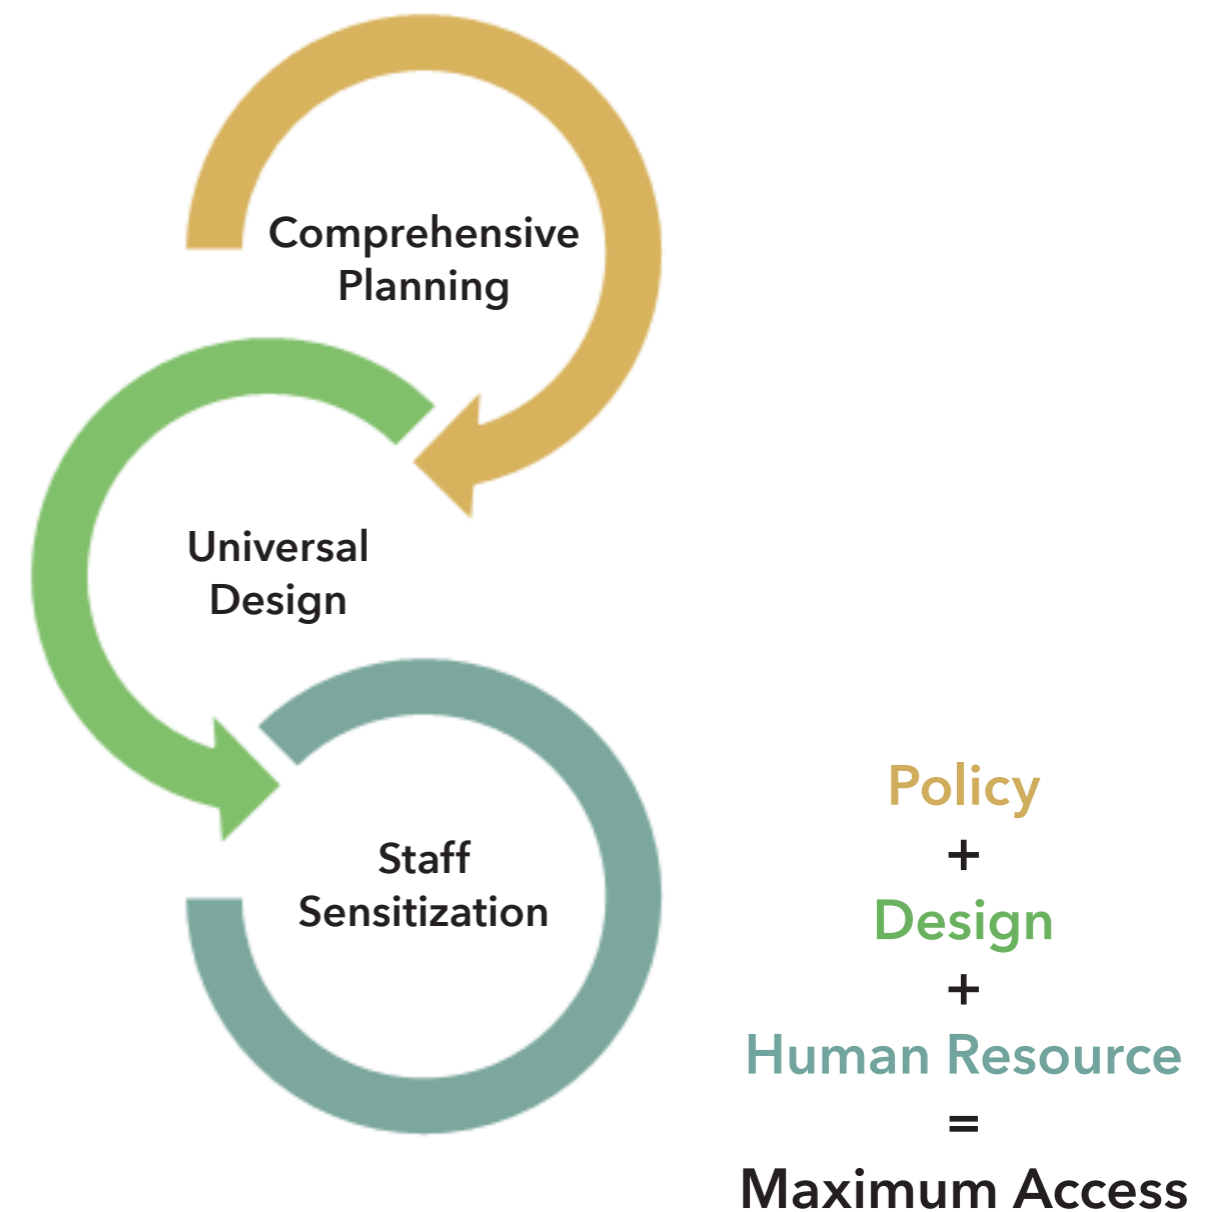 Comprehensive
Planning
Universal
Design
Staff
Sensitization
Policy
+
Design
+
Human Resource
=
Maximum Access